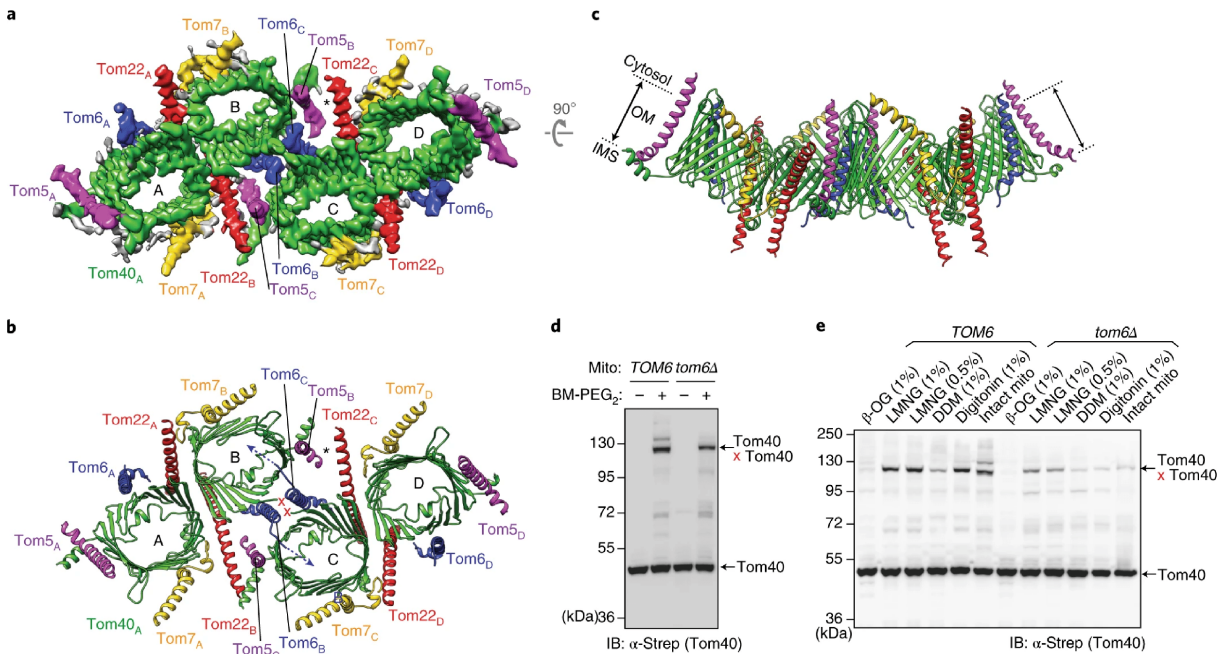 a
Tom7B
Tom6C
Tom5B
Tom7D
Tom22A
Tom22C
Tom5D
Tom6A
B
*
D
Tom5A
A
C
Tom6D
Tom40A
Tom7A
Tom22B
Tom6B
Tom5C
Tom7C
Tom22D
90°
c
Cytosol
OM
IMS
b
Tom6C
Tom7B
Tom5B
Tom7D
Tom22A
Tom22C
Tom6A
B
*
D
x
x
Tom5A
A
C
Tom5D
Tom6D
Tom40A
Tom7A
Tom22B
Tom5C
Tom6B
Tom7C
Tom22D
d
Mito: TOM6 tom6Δ
BM-PEG2: – + – +
130
95
72
55
(kDa)36
Tom40
x Tom40
Tom40
IB: α-Strep (Tom40)
e
TOM6 tom6Δ
β-OG (1%)
LMNG (1%)
LMNG (0.5%)
DDM (1%)
Digitonin (1%)
Intact mito
β-OG (1%)
LMNG (1%)
LMNG (0.5%)
DDM (1%)
Digitonin (1%)
Intact mito
250
130
95
72
55
36
(kDa)
Tom40
x Tom40
Tom40
IB: α-Strep (Tom40)